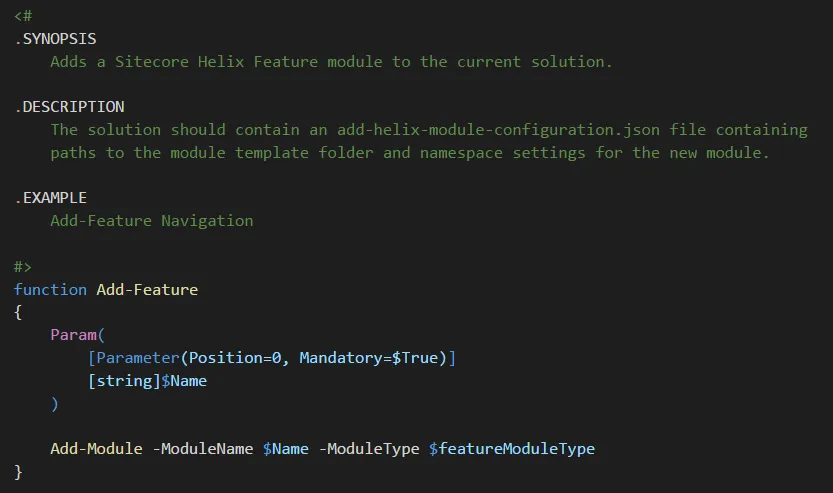 <#
.SYNOPSIS
    Adds a Sitecore Helix Feature module to the current solution.

.DESCRIPTION
    The solution should contain an add-helix-module-configuration.json file containing
    paths to the module template folder and namespace settings for the new module.

.EXAMPLE
    Add-Feature Navigation

#>
function Add-Feature
{
    Param(
        [Parameter(Position=0, Mandatory=$True)]
        [string]$Name
    )

    Add-Module -ModuleName $Name -ModuleType $featureModuleType
}